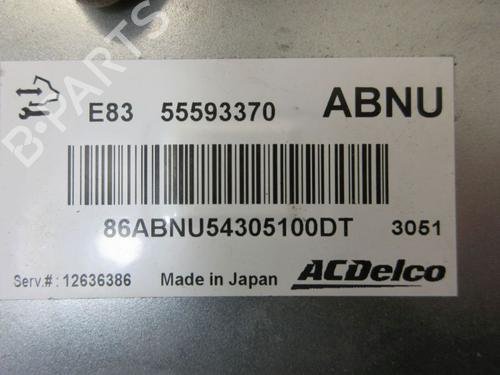 E83 55593370 ABNU
86ABNU54305100DT 3051
Serv.# : 12636386 Made in Japan ACDelco
B-PARTS